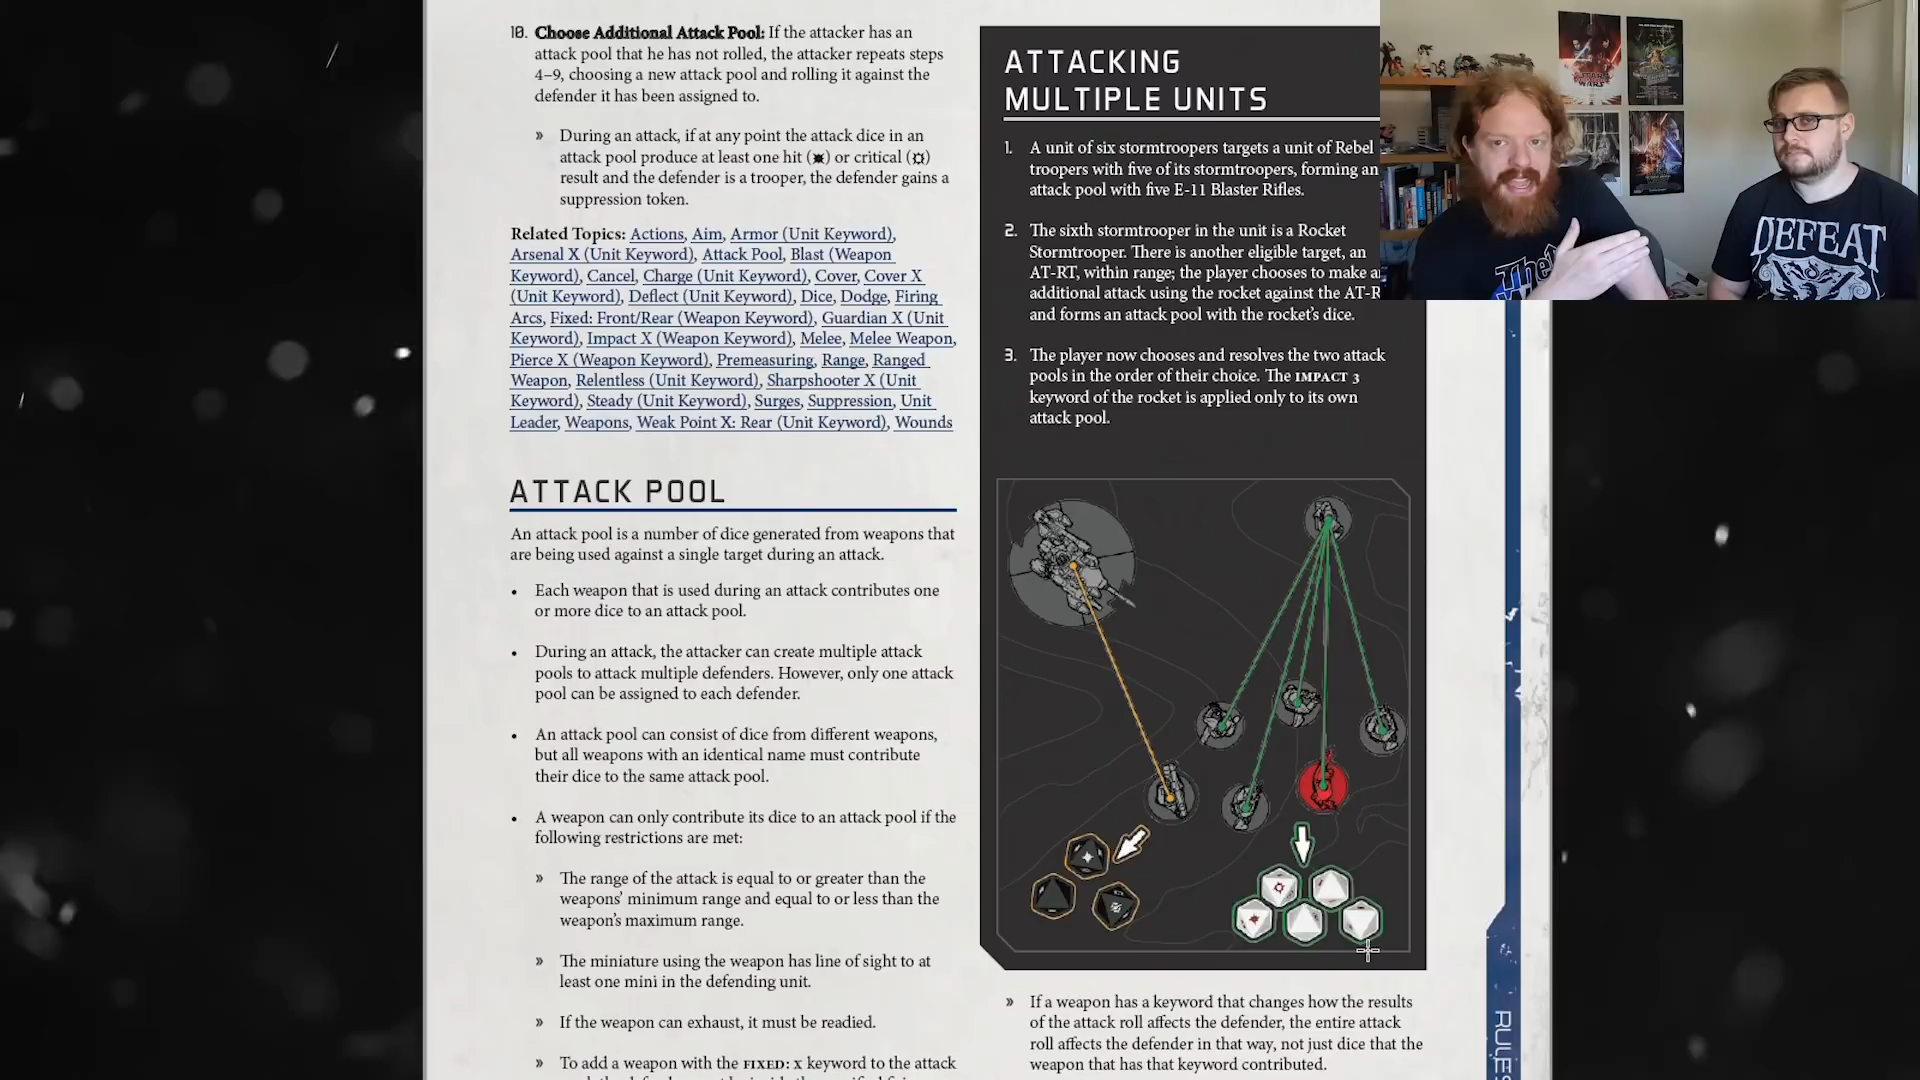 10. Choose Additional Attack Pool: If the attacker has an
attack pool that he has not rolled, the attacker repeats steps
4–9, choosing a new attack pool and rolling it against the
defender it has been assigned to.
» During an attack, if at any point the attack dice in an
attack pool produce at least one hit () or critical ()
result and the defender is a trooper, the defender gains a
suppression token.
Related Topics: Actions, Aim, Armor (Unit Keyword),
Arsenal X (Unit Keyword), Attack Pool, Blast (Weapon
Keyword), Cancel, Charge (Unit Keyword), Cover, Cover X
(Unit Keyword), Deflect (Unit Keyword), Dice, Dodge, Firing
Arcs, Fixed: Front/Rear (Weapon Keyword), Guardian X (Unit
Keyword), Impact X (Weapon Keyword), Melee, Melee Weapon,
Pierce X (Weapon Keyword), Premeasuring, Range, Ranged
Weapon, Relentless (Unit Keyword), Sharpshooter X (Unit
Keyword), Steady (Unit Keyword), Surges, Suppression, Unit
Leader, Weapons, Weak Point X: Rear (Unit Keyword), Wounds
ATTACK POOL
An attack pool is a number of dice generated from weapons that
are being used against a single target during an attack.
• Each weapon that is used during an attack contributes one
or more dice to an attack pool.
• During an attack, the attacker can create multiple attack
pools to attack multiple defenders. However, only one attack
pool can be assigned to each defender.
• An attack pool can consist of dice from different weapons,
but all weapons with an identical name must contribute
their dice to the same attack pool.
• A weapon can only contribute its dice to an attack pool if the
following restrictions are met:
» The range of the attack is equal to or greater than the
weapons’ minimum range and equal to or less than the
weapon’s maximum range.
» The miniature using the weapon has line of sight to at
least one mini in the defending unit.
» If the weapon can exhaust, it must be readied.
» To add a weapon with the FIXED: X keyword to the attack
ATTACKING
MULTIPLE UNITS
1. A unit of six stormtroopers targets a unit of Rebel
troopers with five of its stormtroopers, forming an
attack pool with five E-11 Blaster Rifles.
2. The sixth stormtrooper in the unit is a Rocket
Stormtrooper. There is another eligible target, an
AT-RT, within range; the player chooses to make a
additional attack using the rocket against the AT-R
and forms an attack pool with the rocket’s dice.
3. The player now chooses and resolves the two attack
pools in the order of their choice. The IMPACT 3
keyword of the rocket is applied only to its own
attack pool.
» If a weapon has a keyword that changes how the results
of the attack roll affects the defender, the entire attack
roll affects the defender in that way, not just dice that the
weapon that has that keyword contributed.
RULES
STAR
WARS
The
DEFEAT